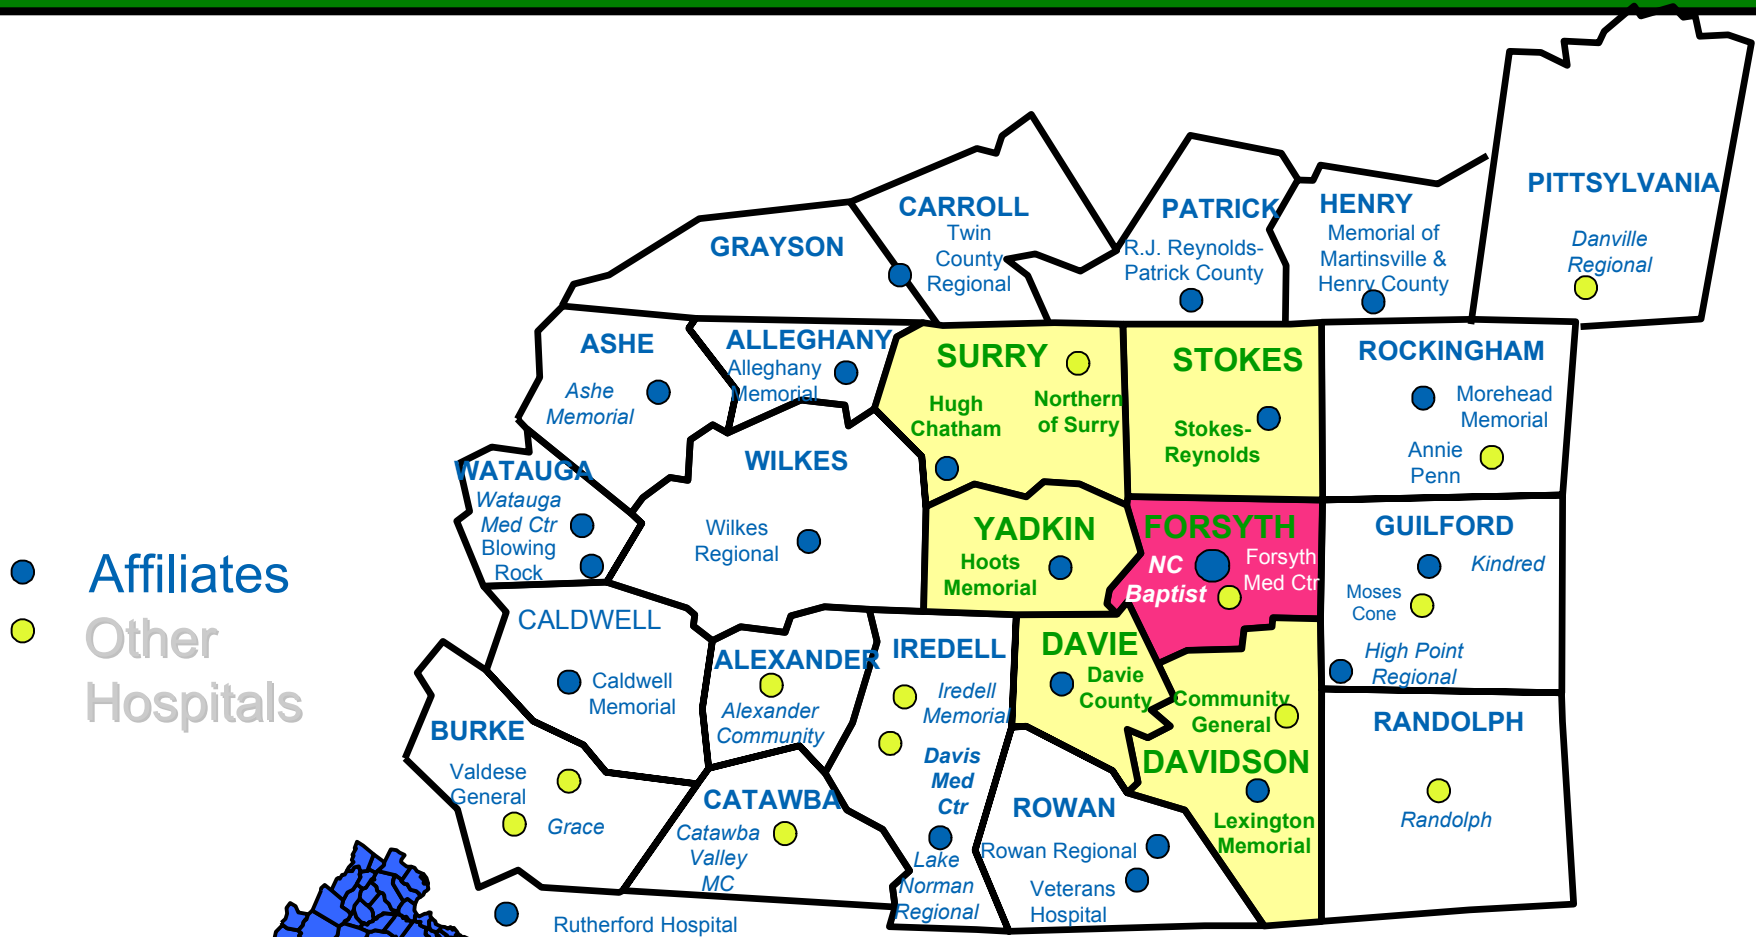 PITTSYLVANIA
Danville
Regional
CARROLL
Twin
County
Regional
PATRICK
R.J. Reynolds-
Patrick County
HENRY
Memorial of
Martinsville &
Henry County
GRAYSON
ASHE
Ashe
Memorial
ALLEGHANY
Alleghany
Memorial
SURRY
Hugh
Chatham
Northern
of Surry
STOKES
Stokes-
Reynolds
ROCKINGHAM
Morehead
Memorial
Annie
Penn
WATAUGA
Watauga
Med Ctr
Blowing
Rock
WILKES
Wilkes
Regional
YADKIN
Hoots
Memorial
FORSYTH
NC
Baptist
Forsyth
Med Ctr
GUILFORD
Kindred
Moses
Cone
High Point
Regional
Affiliates
Other
Hospitals
CALDWELL
Caldwell
Memorial
ALEXANDER
Alexander
Community
IREDELL
Iredell
Memorial
Davis
Med
Ctr
Lake
Norman
Regional
DAVIE
Davie
County
Community
General
DAVIDSON
Lexington
Memorial
RANDOLPH
Randolph
BURKE
Valdese
General
Grace
CATAWBA
Catawba
Valley
MC
ROWAN
Rowan Regional
Veterans
Hospital
Rutherford Hospital